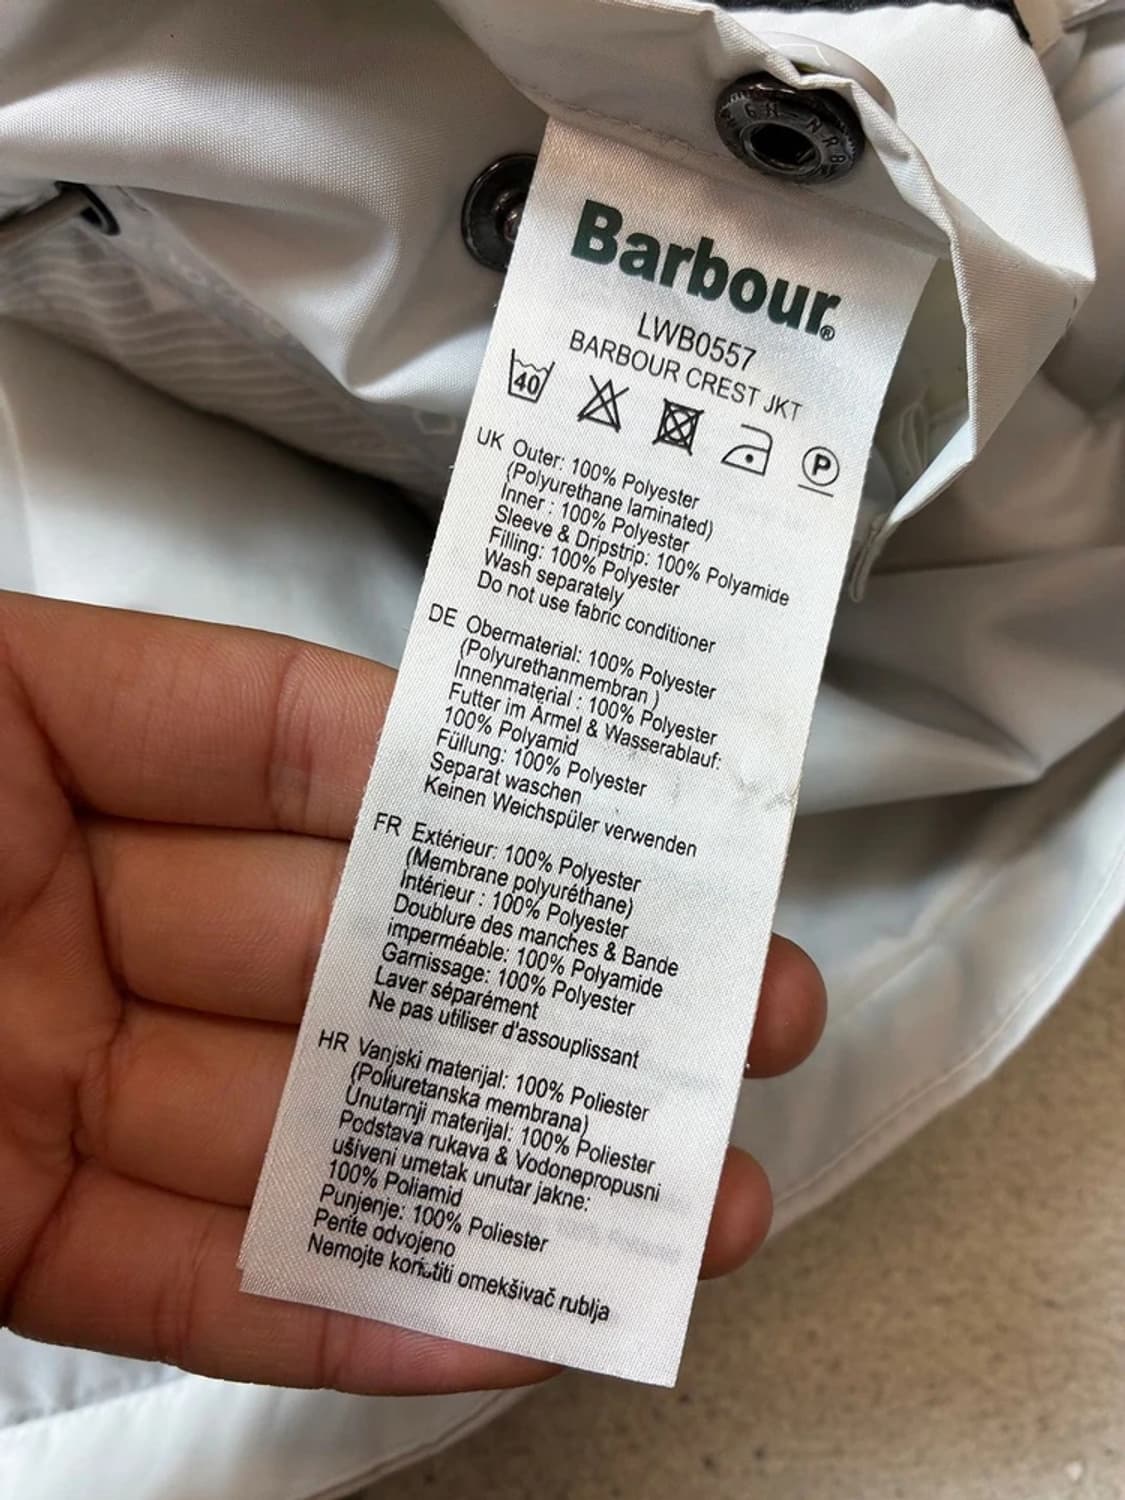 Barbour®
LWB0557
BARBOUR CREST JKT
40
P
UK Outer: 100% Polyester
(Polyurethane laminated)
Inner : 100% Polyester
Sleeve & Dripstrip: 100% Polyamide
Filling: 100% Polyester
Wash separately
Do not use fabric conditioner
DE Obermaterial: 100% Polyester
(Polyurethanmembran )
Innenmaterial : 100% Polyester
Futter im Ärmel & Wasserablauf:
100% Polyamid
Füllung: 100% Polyester
Separat waschen
Keinen Weichspüler verwenden
FR Extérieur: 100% Polyester
(Membrane polyuréthane)
Intérieur : 100% Polyester
Doublure des manches & Bande
imperméable: 100% Polyamide
Garnissage: 100% Polyester
Laver séparément
Ne pas utiliser d'assouplissant
HR Vanjski materijal: 100% Poliester
(Poliuretanska membrana)
Unutarnji materijal: 100% Poliester
Podstava rukava & Vodonepropusni
ušiveni umetak unutar jakne:
100% Poliamid
Punjenje: 100% Poliester
Perite odvojeno
Nemojte koristiti omekšivač rublja